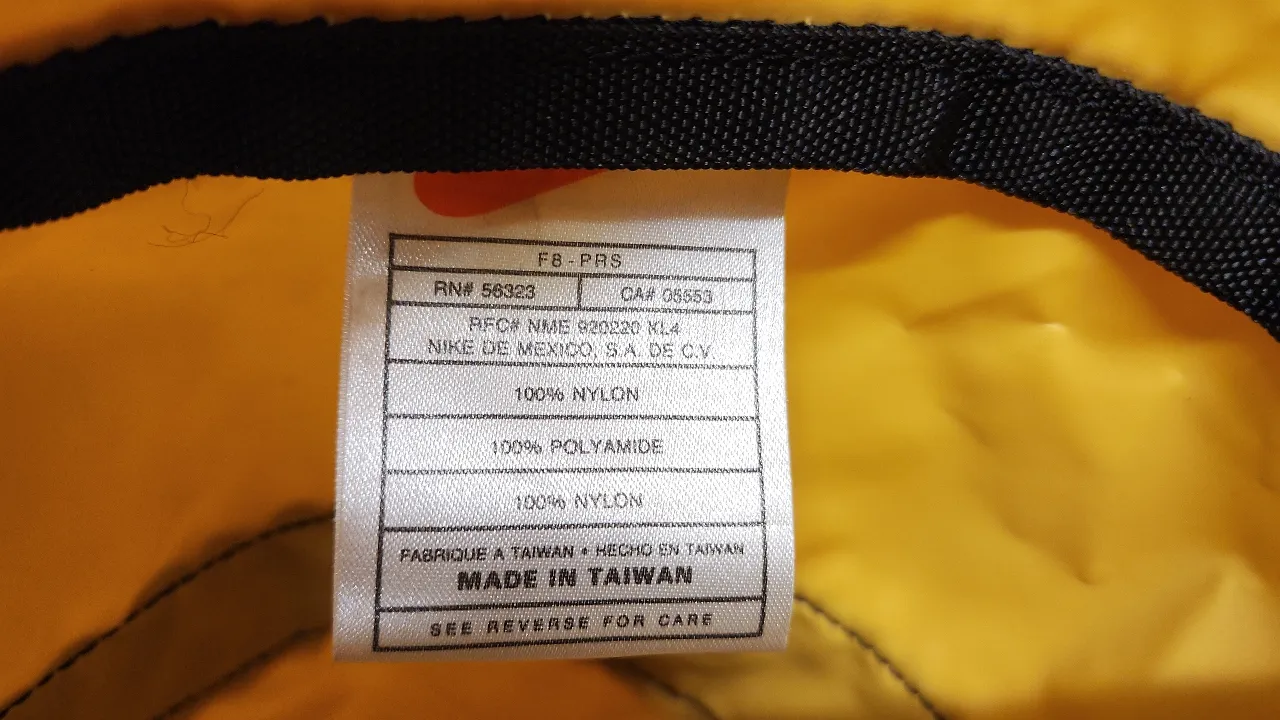 F8-PRS
RN# 56323
CA# 05553
RFC# NME 920220 KL4
NIKE DE MEXICO, S.A. DE C.V.
100% NYLON
100% POLYAMIDE
100% NYLON
FABRIQUE A TAIWAN • HECHO EN TAIWAN
MADE IN TAIWAN
SEE REVERSE FOR CARE